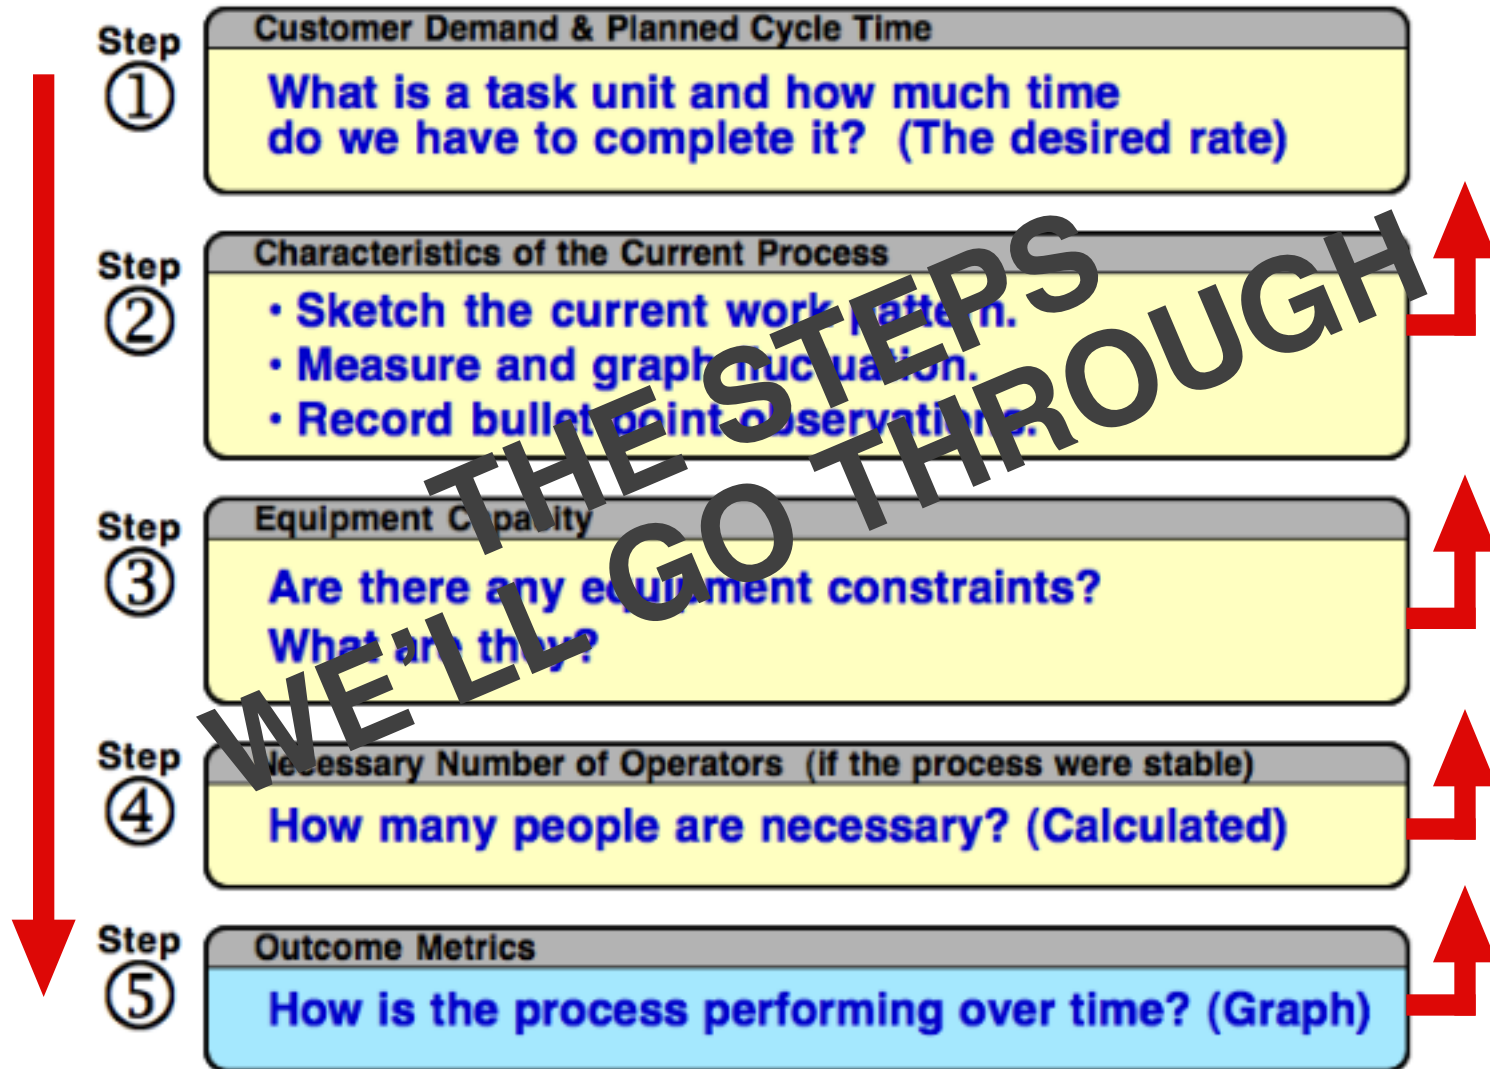 Step
①
Customer Demand & Planned Cycle Time
What is a task unit and how much time
do we have to complete it? (The desired rate)
Step
②
Characteristics of the Current Process
• Sketch the current work pattern.
• Measure and graph fluctuation.
• Record bullet point observations.
THE STEPS
WE'LL GO THROUGH
Step
③
Equipment Capacity
Are there any equipment constraints?
What are they?
Step
④
Necessary Number of Operators (if the process were stable)
How many people are necessary? (Calculated)
Step
⑤
Outcome Metrics
How is the process performing over time? (Graph)